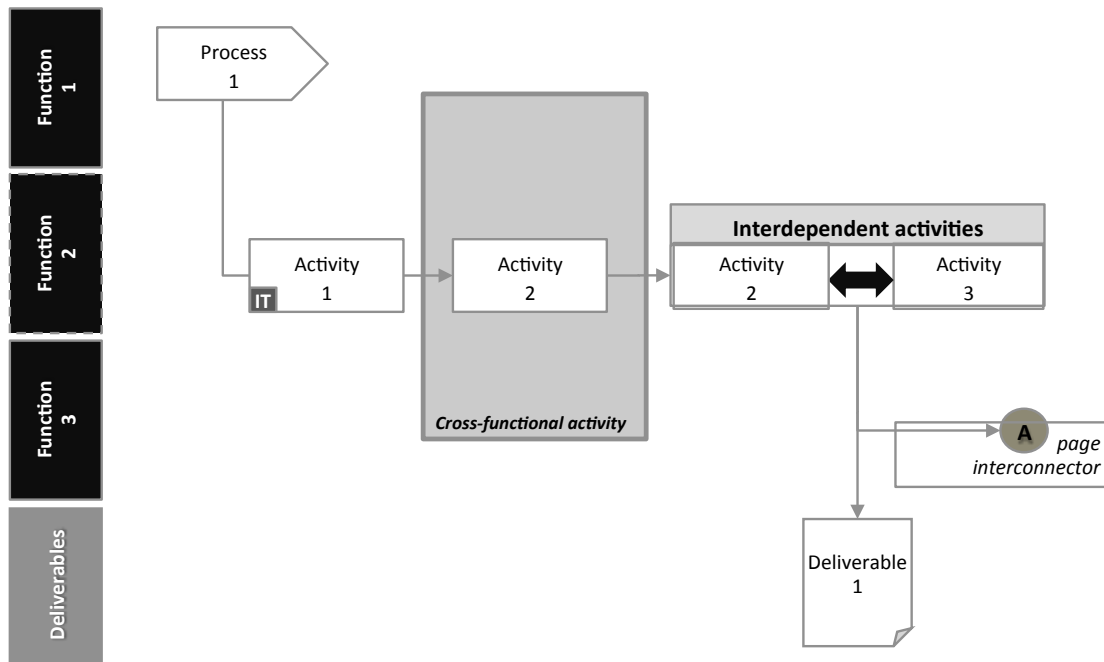 Function
1
Function
2
Function
3
Deliverables
Process
1
Activity
1
IT
Activity
2
Cross-functional activity
Interdependent activities
Activity
2
Activity
3
A
page
interconnector
Deliverable
1